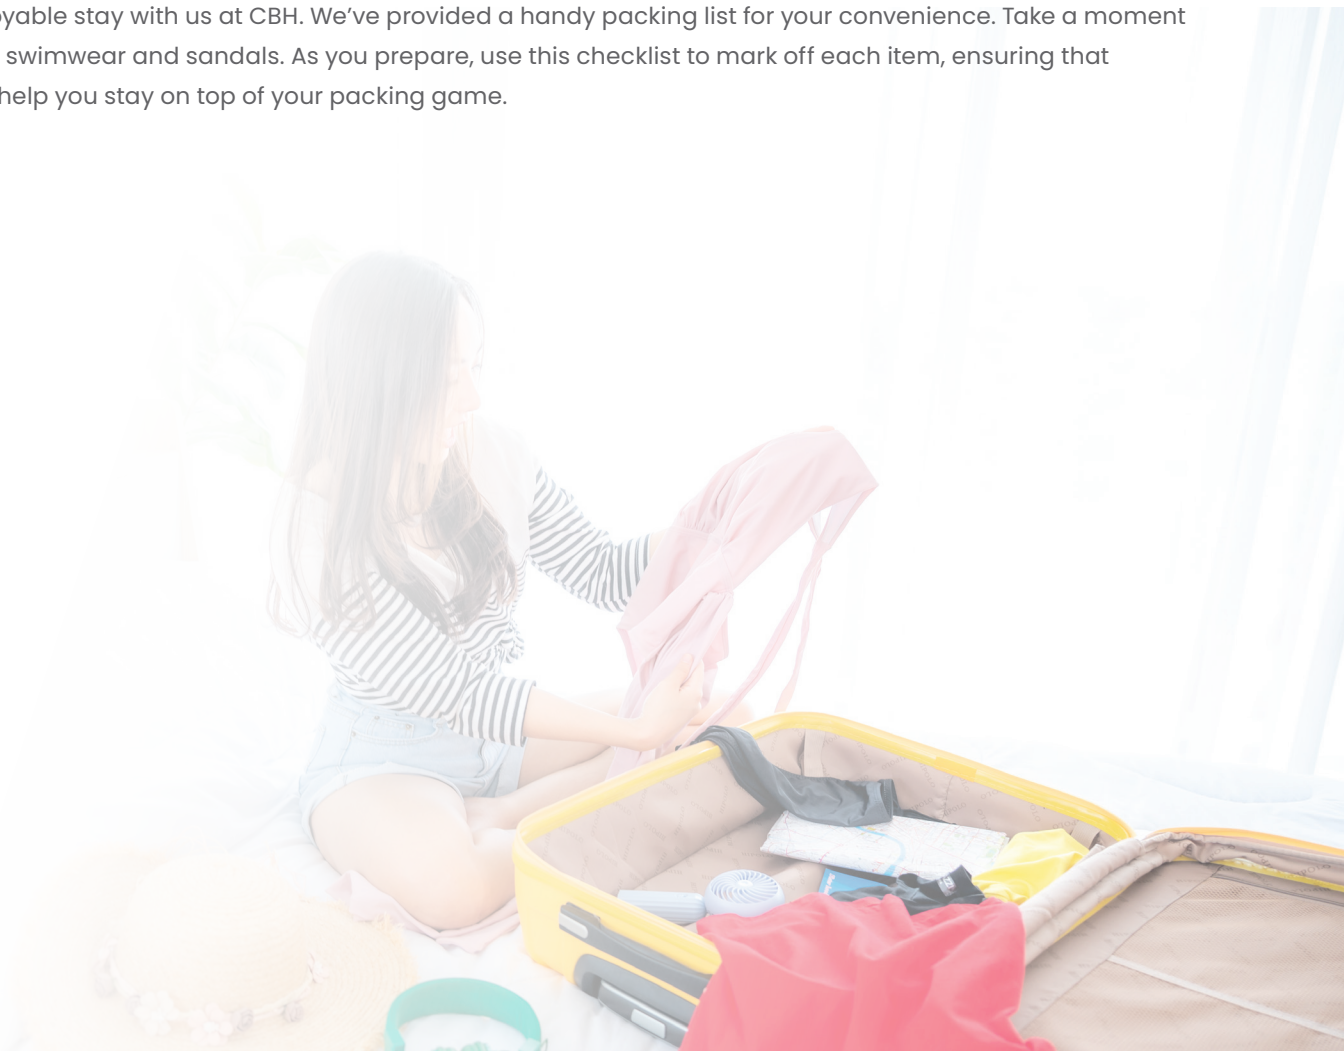 yable stay with us at CBH. We’ve provided a handy packing list for your convenience. Take a moment
swimwear and sandals. As you prepare, use this checklist to mark off each item, ensuring that
help you stay on top of your packing game.